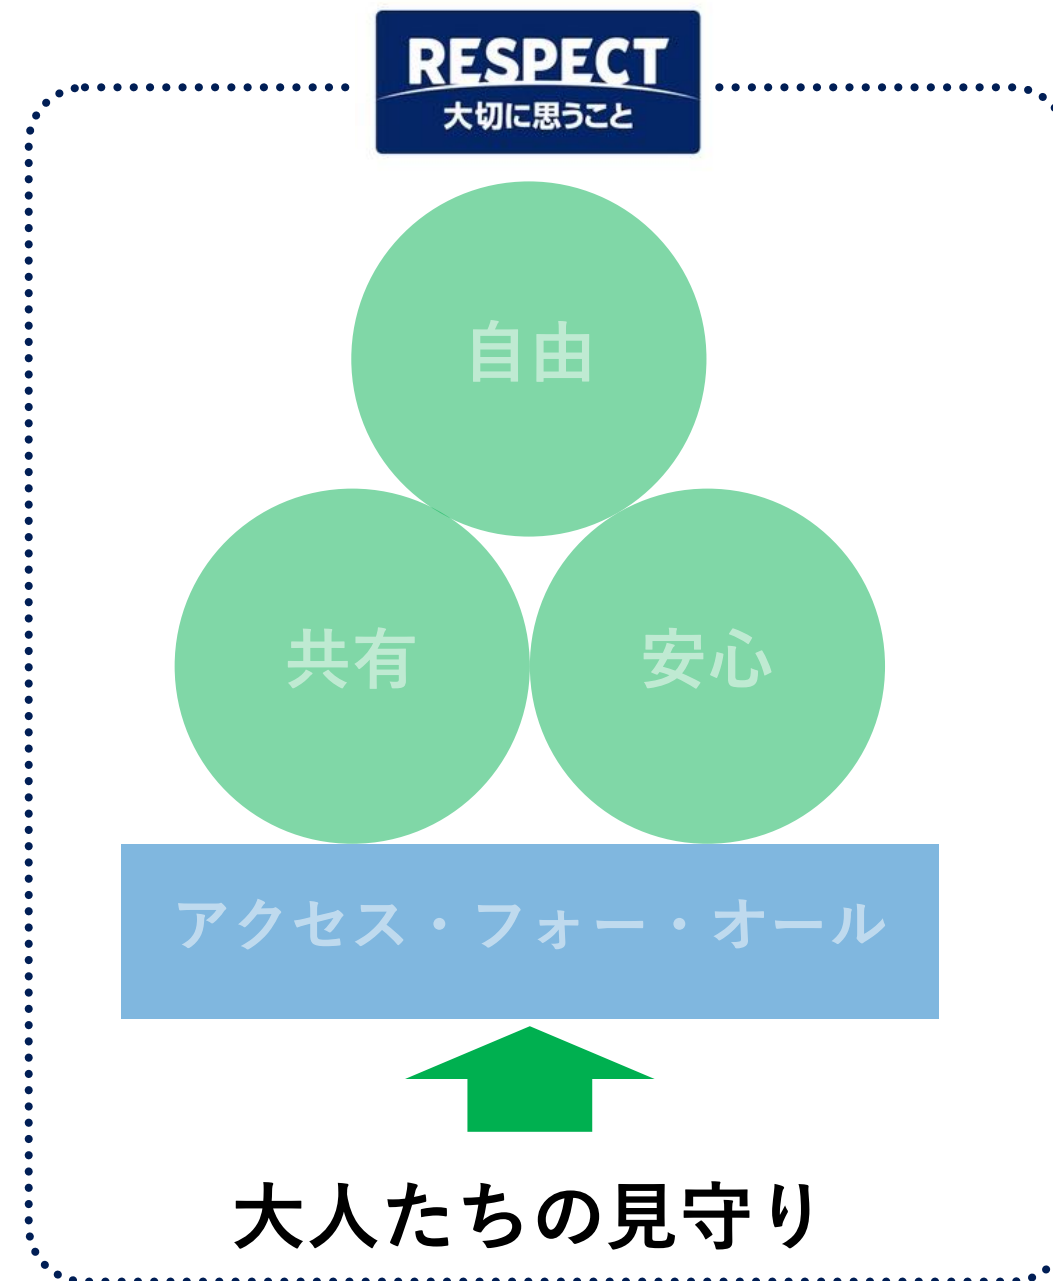 RESPECT
大切に思うこと
自由
共有
安心
アクセス・フォー・オール
大人たちの見守り